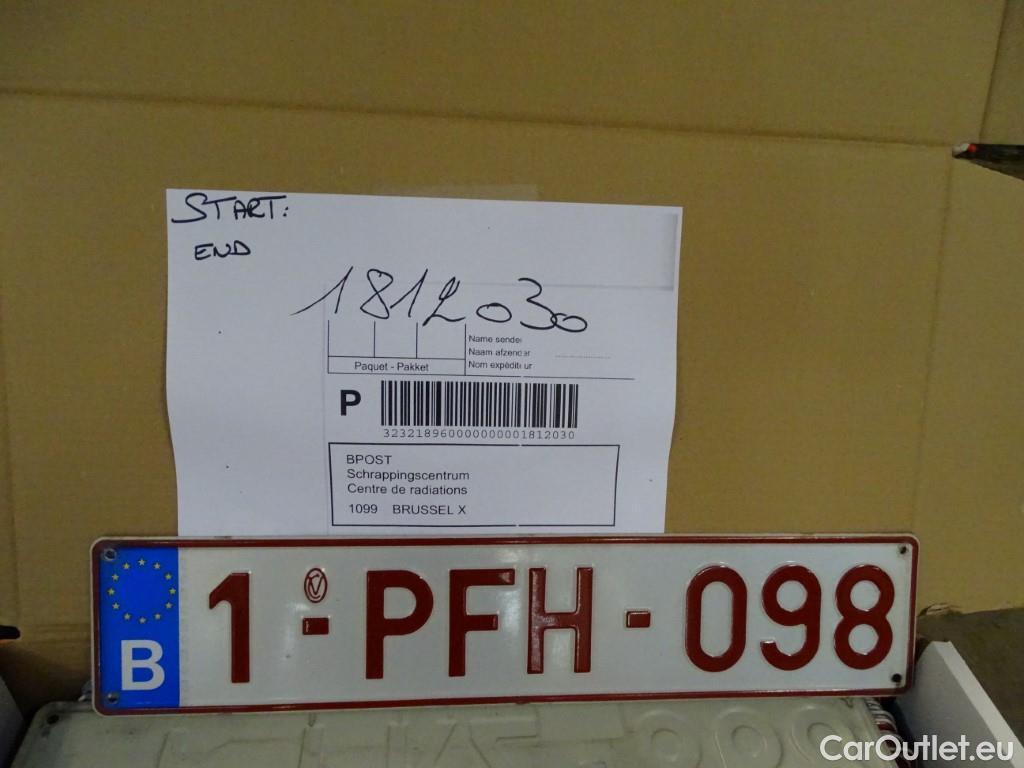 START:
END
1812030
Name sender
Naam afzender
Nom expéditeur
Paquet - Pakket
P
3232189600000000001812030
BPOST
Schrappingscentrum
Centre de radiations
1099 BRUSSEL X
B 1-PFH-098
CarOutlet.eu